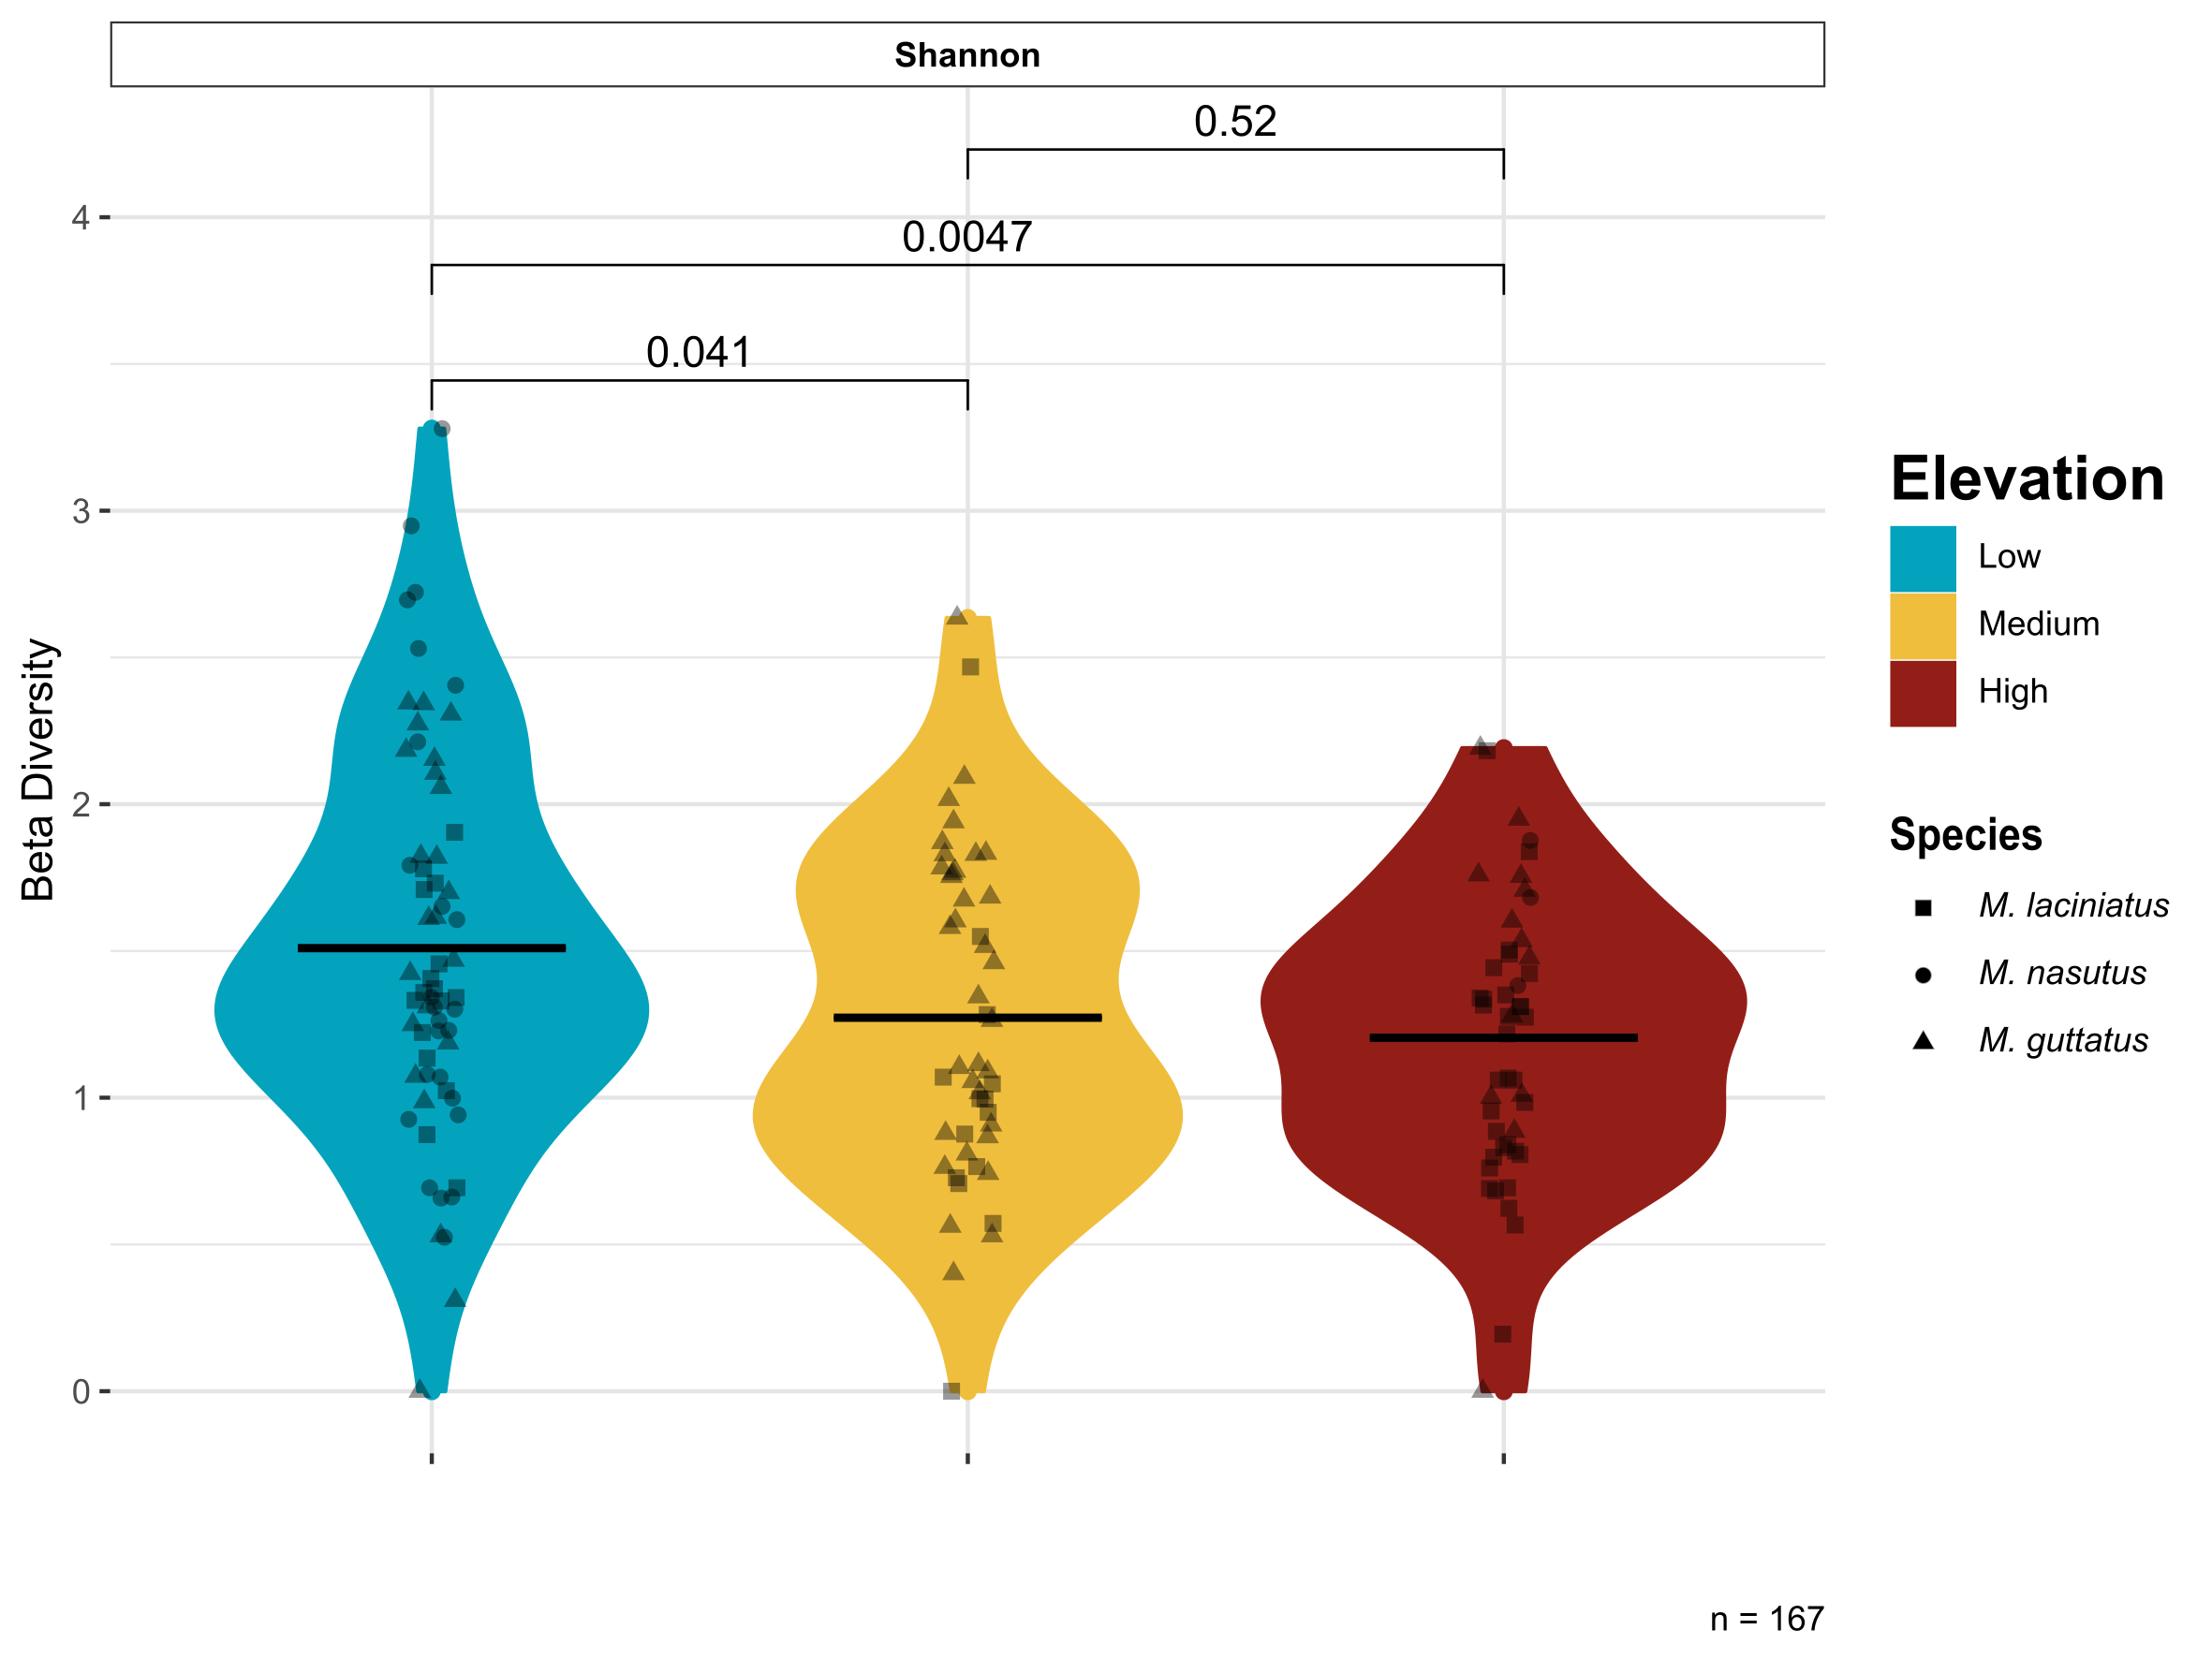 Shannon
0.52
0.0047
0.041
4
3
2
1
0
Beta Diversity
Elevation
Low
Medium
High
Species
M. laciniatus
M. nasutus
M. guttatus
n = 167